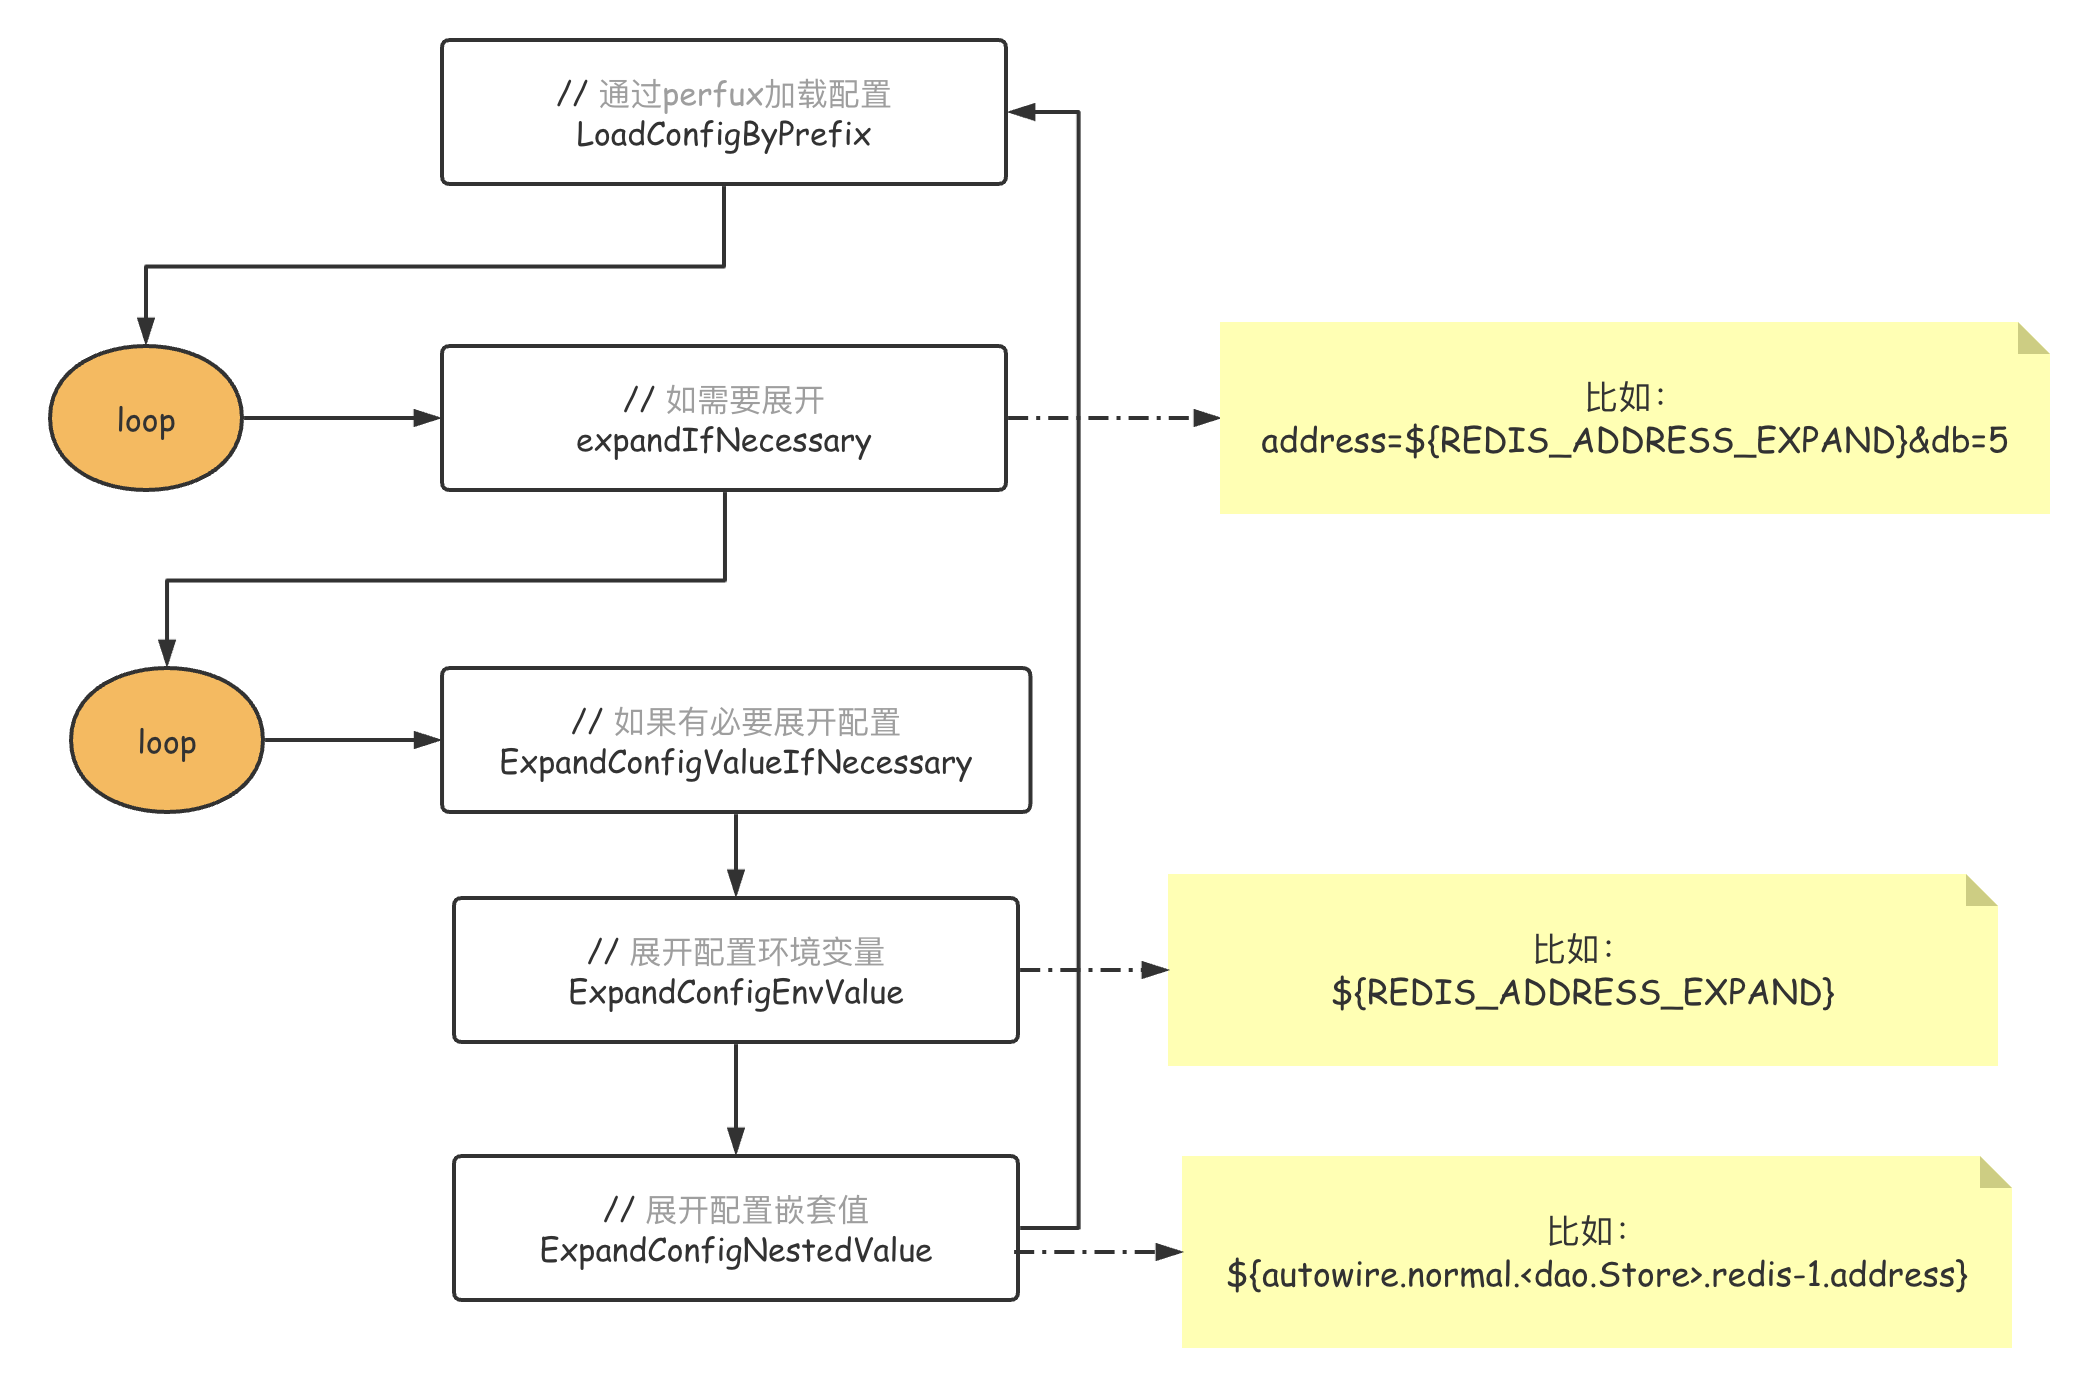 // 通过perfux加载配置
LoadConfigByPrefix
loop
// 如需要展开
expandIfNecessary
比如：
address=${REDIS_ADDRESS_EXPAND}&db=5
loop
// 如果有必要展开配置
ExpandConfigValueIfNecessary
// 展开配置环境变量
ExpandConfigEnvValue
比如：
${REDIS_ADDRESS_EXPAND}
// 展开配置嵌套值
ExpandConfigNestedValue
比如：
${autowire.normal.<dao.Store>.redis-1.address}